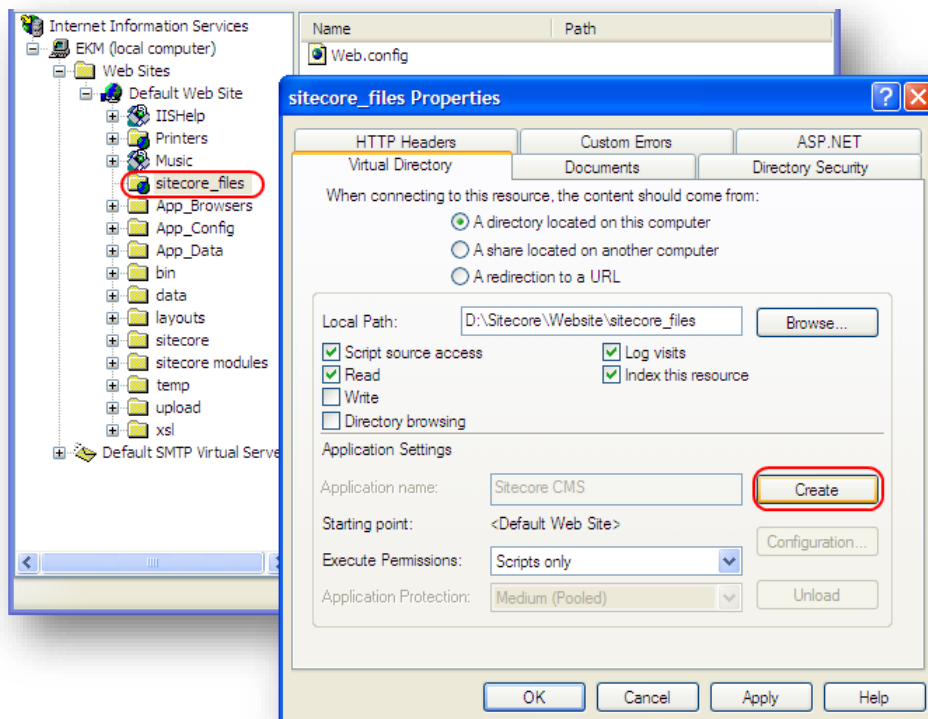 Internet Information Services
EKM (local computer)
Web Sites
Default Web Site
IISHelp
Printers
Music
sitecore_files
App_Browsers
App_Config
App_Data
bin
data
layouts
sitecore
sitecore modules
temp
upload
xsl
Default SMTP Virtual Serve
Name Path
Web.config
sitecore_files Properties
HTTP Headers Custom Errors ASP.NET
Virtual Directory Documents Directory Security
When connecting to this resource, the content should come from:
A directory located on this computer
A share located on another computer
A redirection to a URL
Local Path: D:\Sitecore\Website\sitecore_files Browse...
Script source access Log visits
Read Index this resource
Write
Directory browsing
Application Settings
Application name: Sitecore CMS Create
Starting point: <Default Web Site>
Configuration...
Execute Permissions: Scripts only
Application Protection: Medium (Pooled) Unload
OK Cancel Apply Help